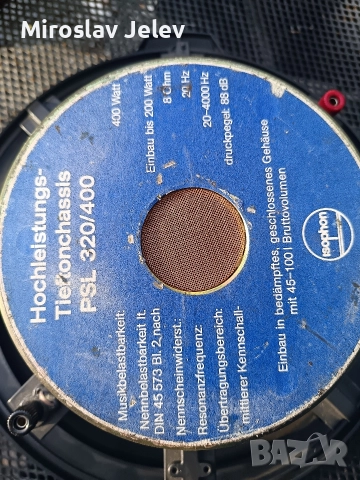 Miroslav Jelev
Hochleistungs-
Tieftonchassis
PSL 320/400
Musikbelastbarkeit: 400 Watt
Nennbelastbarkeit lt.
DIN 45 573 Bl. 2, nach Einbau bis 200 Watt
Nennscheinwiderst.: 8 Ohm
Resonanzfrequenz: 20 Hz
Übertragungsbereich: 20-4000 Hz
mittlerer Kennschall-
druckpegel: 88 dB
Einbau in bedämpftes, geschlossenes Gehäuse
mit 45-100 l Bruttovolumen
isophon
bazar